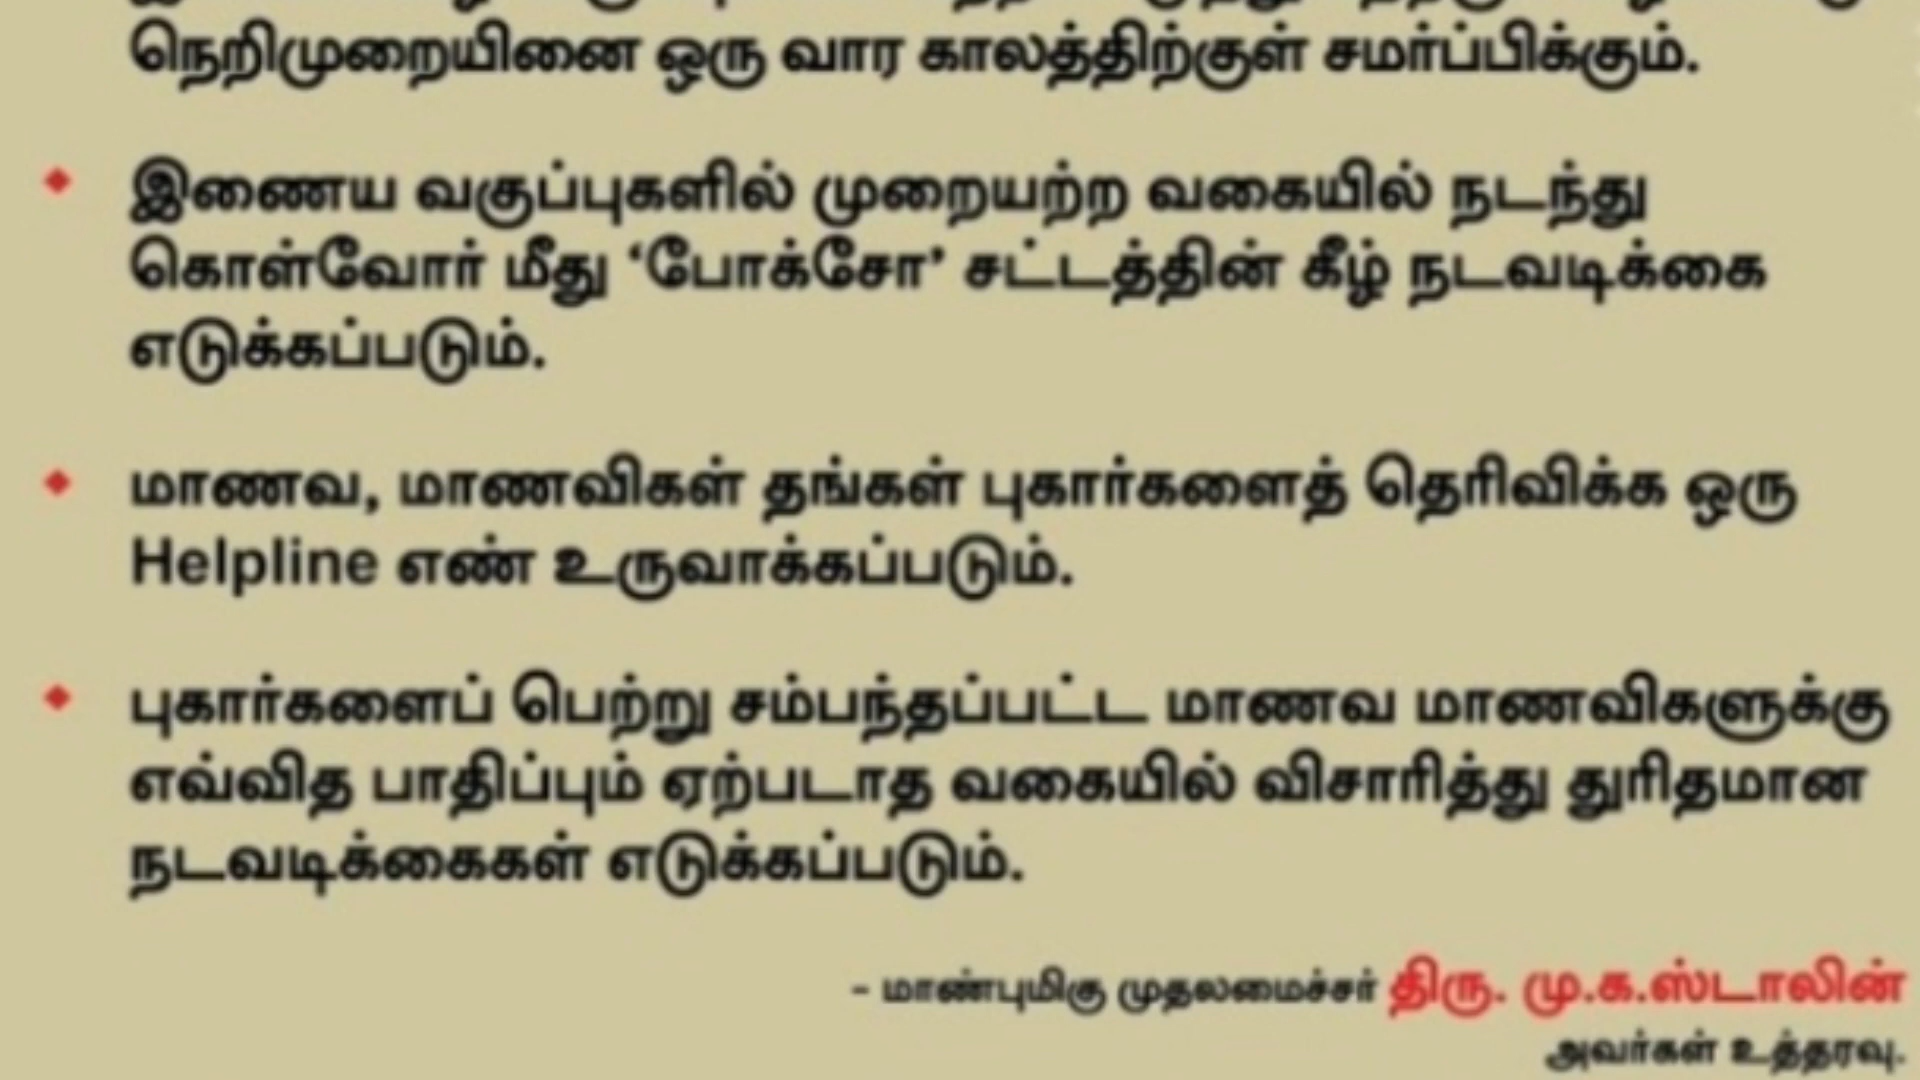 நெறிமுறையினை ஒரு வார காலத்திற்குள் சமர்ப்பிக்கும்.
இணைய வகுப்புகளில் முறையற்ற வகையில் நடந்து
கொள்வோர் மீது ‘போக்சோ’ சட்டத்தின் கீழ் நடவடிக்கை
எடுக்கப்படும்.
மாணவ, மாணவிகள் தங்கள் புகார்களைத் தெரிவிக்க ஒரு
Helpline எண் உருவாக்கப்படும்.
புகார்களைப் பெற்று சம்பந்தப்பட்ட மாணவ மாணவிகளுக்கு
எவ்வித பாதிப்பும் ஏற்படாத வகையில் விசாரித்து துரிதமான
நடவடிக்கைகள் எடுக்கப்படும்.
- மாண்புமிகு முதலமைச்சர் திரு. மு.க.ஸ்டாலின்
அவர்கள் உத்தரவு.